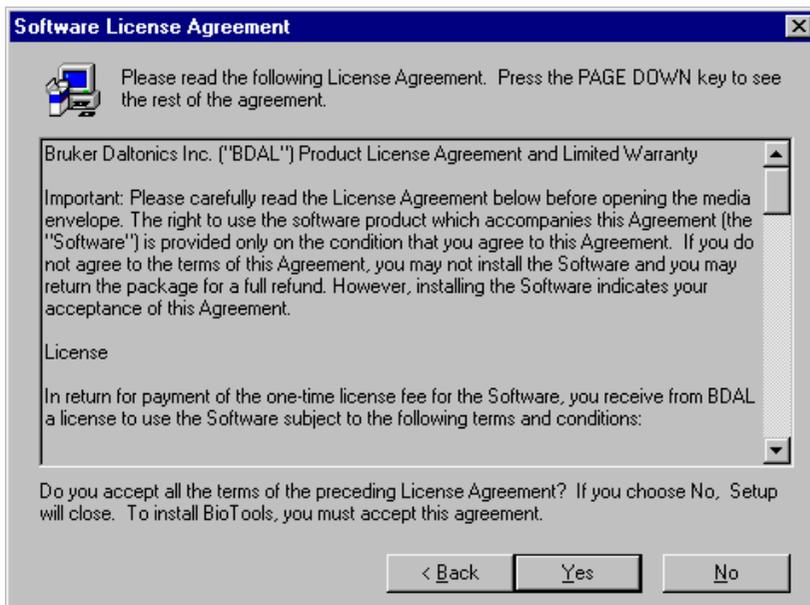 Software License Agreement
Please read the following License Agreement.  Press the PAGE DOWN key to see
the rest of the agreement.
Bruker Daltonics Inc. ("BDAL") Product License Agreement and Limited Warranty
Important: Please carefully read the License Agreement below before opening the media
envelope. The right to use the software product which accompanies this Agreement (the
"Software") is provided only on the condition that you agree to this Agreement.  If you do
not agree to the terms of this Agreement, you may not install the Software and you may
return the package for a full refund. However, installing the Software indicates your
acceptance of this Agreement.
License
In return for payment of the one-time license fee for the Software, you receive from BDAL
a license to use the Software subject to the following terms and conditions:
Do you accept all the terms of the preceding License Agreement?  If you choose No,  Setup
will close.  To install BioTools, you must accept this agreement.
< Back
Yes
No